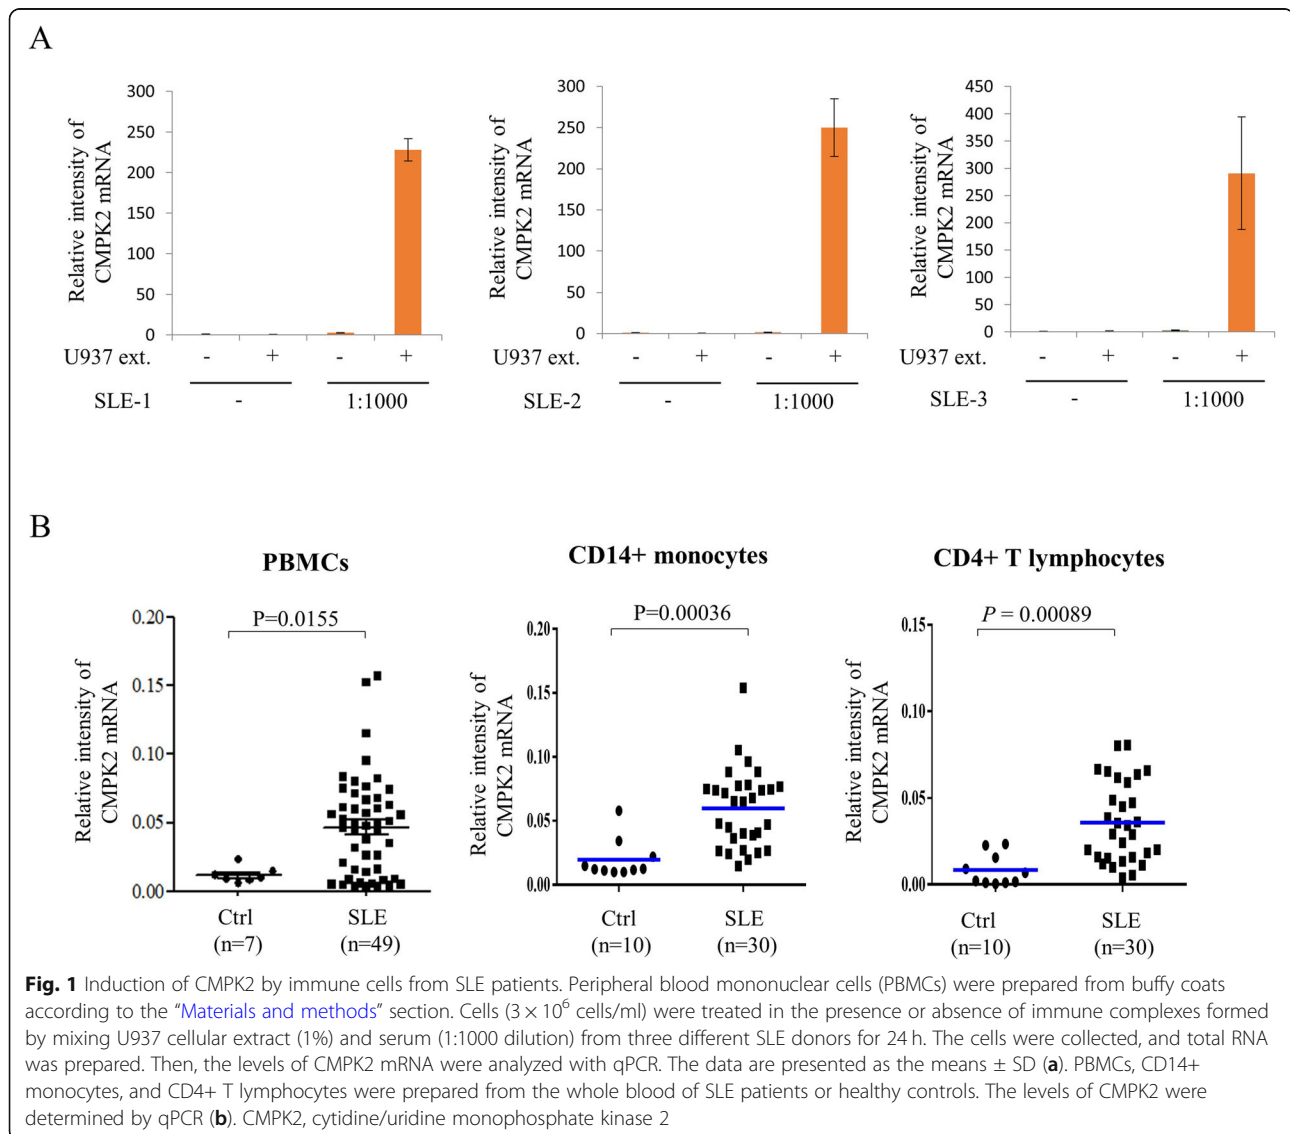 A
Relative intensity of
CMPK2 mRNA
300
250
200
150
100
50
0
U937 ext. - + - +
SLE-1 - 1:1000
Relative intensity of
CMPK2 mRNA
300
250
200
150
100
50
0
U937 ext. - + - +
SLE-2 - 1:1000
Relative intensity of
CMPK2 mRNA
450
400
350
300
250
200
150
100
50
0
U937 ext. - + - +
SLE-3 - 1:1000
B
PBMCs
P=0.0155
Relative intensity of
CMPK2 mRNA
0.20
0.15
0.10
0.05
0.00
Ctrl SLE
(n=7) (n=49)
CD14+ monocytes
P=0.00036
Relative intensity of
CMPK2 mRNA
0.20
0.15
0.10
0.05
0.00
Ctrl SLE
(n=10) (n=30)
CD4+ T lymphocytes
P = 0.00089
Relative intensity of
CMPK2 mRNA
0.15
0.10
0.05
0.00
Ctrl SLE
(n=10) (n=30)
Fig. 1 Induction of CMPK2 by immune cells from SLE patients. Peripheral blood mononuclear cells (PBMCs) were prepared from buffy coats
according to the “Materials and methods” section. Cells (3 × 10⁶ cells/ml) were treated in the presence or absence of immune complexes formed
by mixing U937 cellular extract (1%) and serum (1:1000 dilution) from three different SLE donors for 24 h. The cells were collected, and total RNA
was prepared. Then, the levels of CMPK2 mRNA were analyzed with qPCR. The data are presented as the means ± SD (a). PBMCs, CD14+
monocytes, and CD4+ T lymphocytes were prepared from the whole blood of SLE patients or healthy controls. The levels of CMPK2 were
determined by qPCR (b). CMPK2, cytidine/uridine monophosphate kinase 2